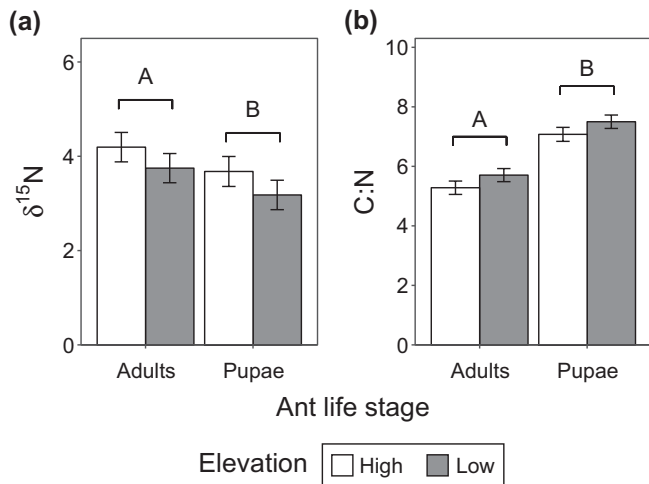 (a)
6
4
2
0
δ¹⁵N
A
B
Adults
Pupae
(b)
10
8
6
4
2
0
C:N
A
B
Adults
Pupae
Ant life stage
Elevation High Low